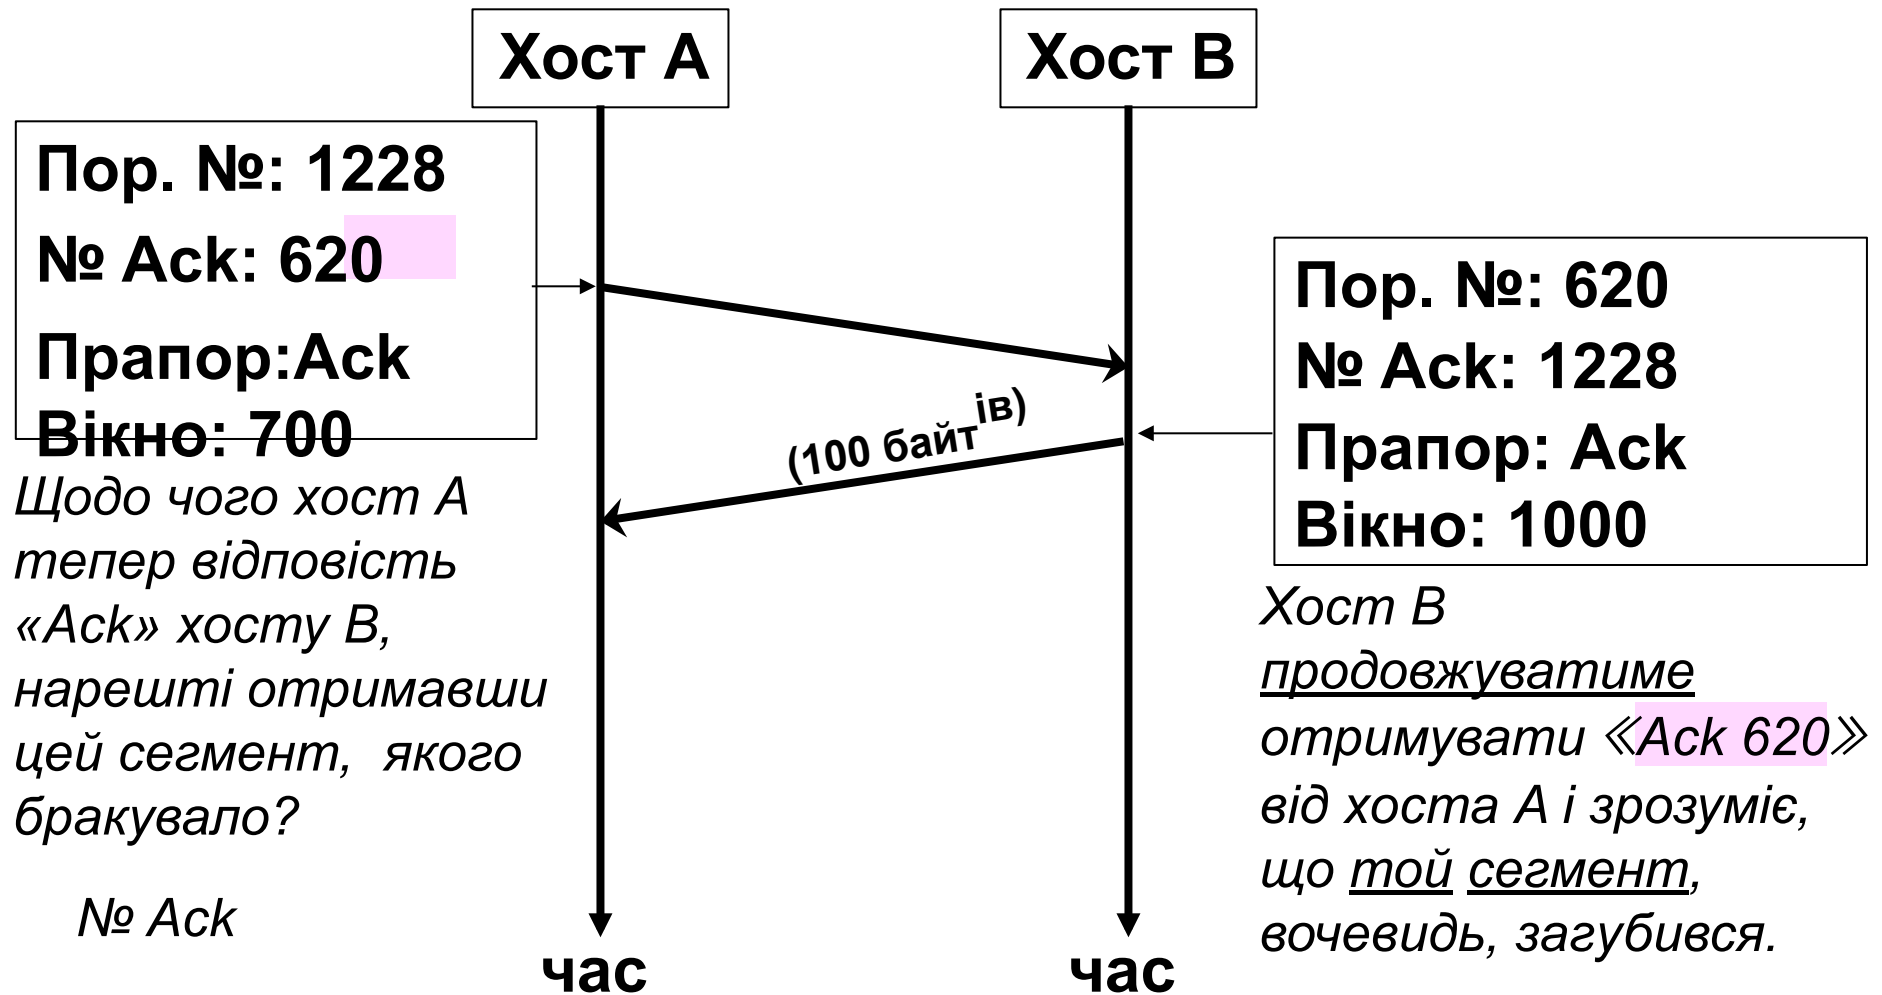 Хост A
Хост B
Пор. №: 1228
№ Ack: 620
Прапор:Ack
Вікно: 700
Пор. №: 620
№ Ack: 1228
Прапор: Ack
Вікно: 1000
(100 байтів)
Щодо чого хост A
тепер відповість
«Ack» хосту B,
нарешті отримавши
цей сегмент, якого
бракувало?
№ Ack
Хост B
продовжуватиме
отримувати 《Ack 620》
від хоста A і зрозуміє,
що той сегмент,
вочевидь, загубився.
час
час